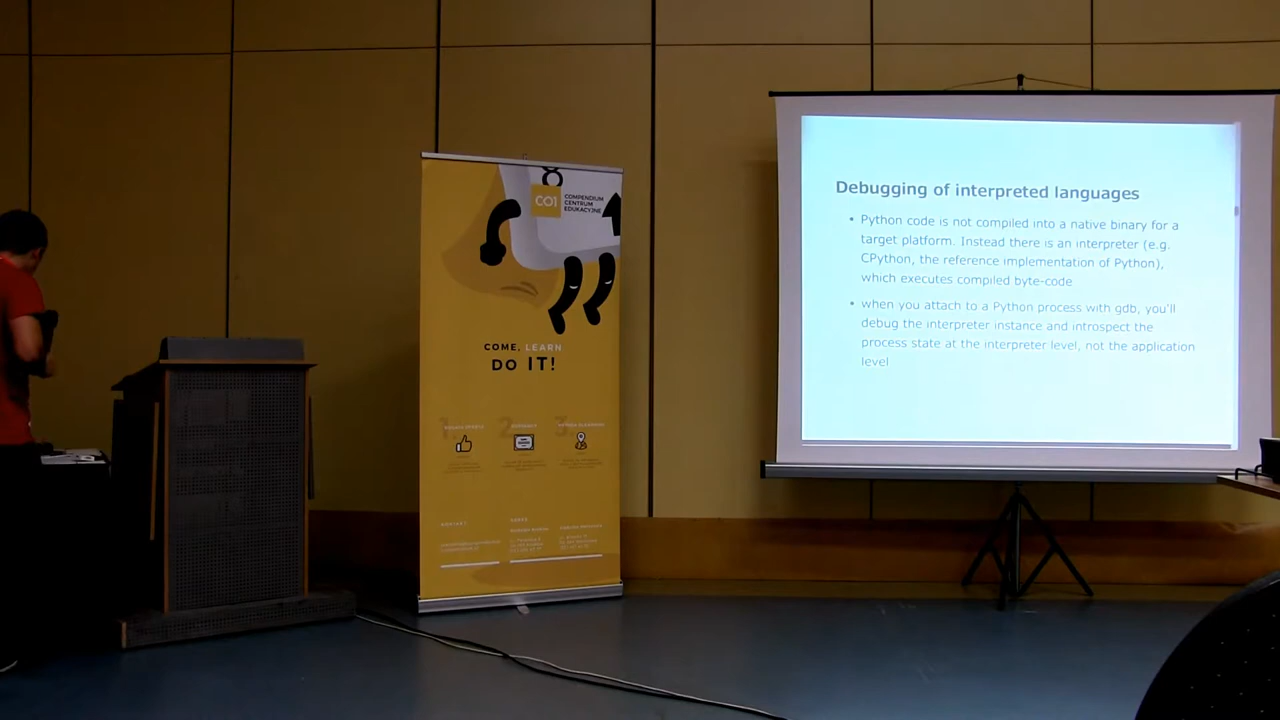 CO1 COMPENDIUM
CENTRUM
EDUKACYJNE
COME, LEARN
DO IT!
1.
2.
3.
Debugging of interpreted languages
• Python code is not compiled into a native binary for a
target platform. Instead there is an interpreter (e.g.
CPython, the reference implementation of Python),
which executes compiled byte-code
• when you attach to a Python process with gdb, you'll
debug the interpreter instance and introspect the
process state at the interpreter level, not the application
level